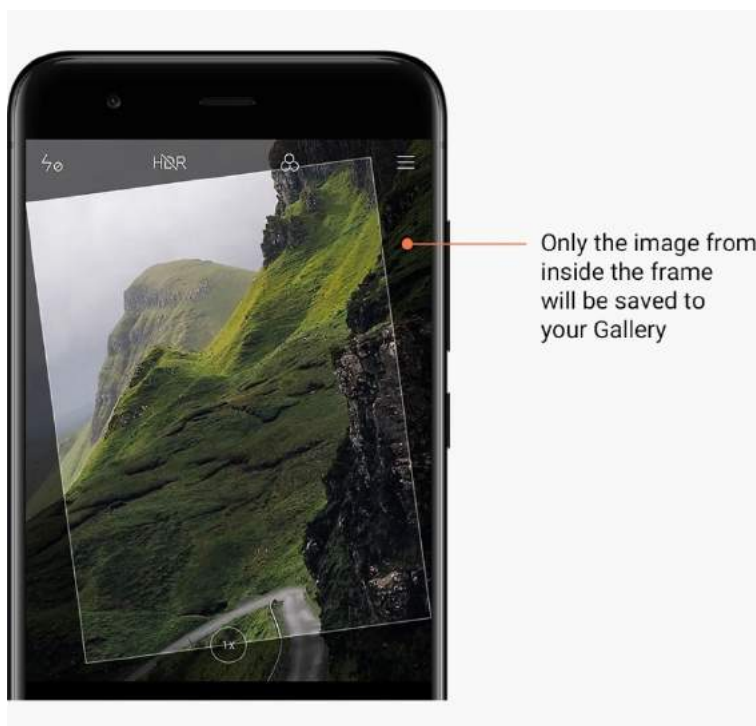 HDR
Only the image from
inside the frame
will be saved to
your Gallery
1x